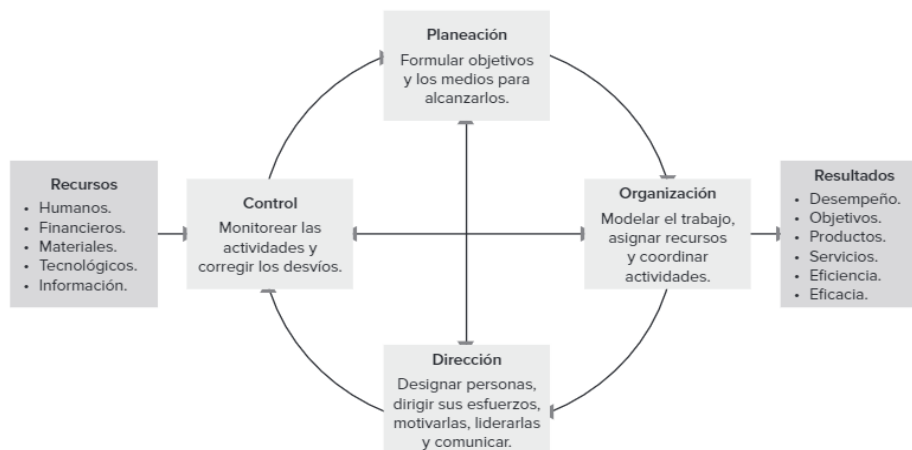 Planeación
Formular objetivos
y los medios para
alcanzarlos.
Recursos
• Humanos.
• Financieros.
• Materiales.
• Tecnológicos.
• Información.
Control
Monitorear las
actividades y
corregir los desvíos.
Organización
Modelar el trabajo,
asignar recursos
y coordinar
actividades.
Resultados
• Desempeño.
• Objetivos.
• Productos.
• Servicios.
• Eficiencia.
• Eficacia.
Dirección
Designar personas,
dirigir sus esfuerzos,
motivarlas, liderarlas
y comunicar.